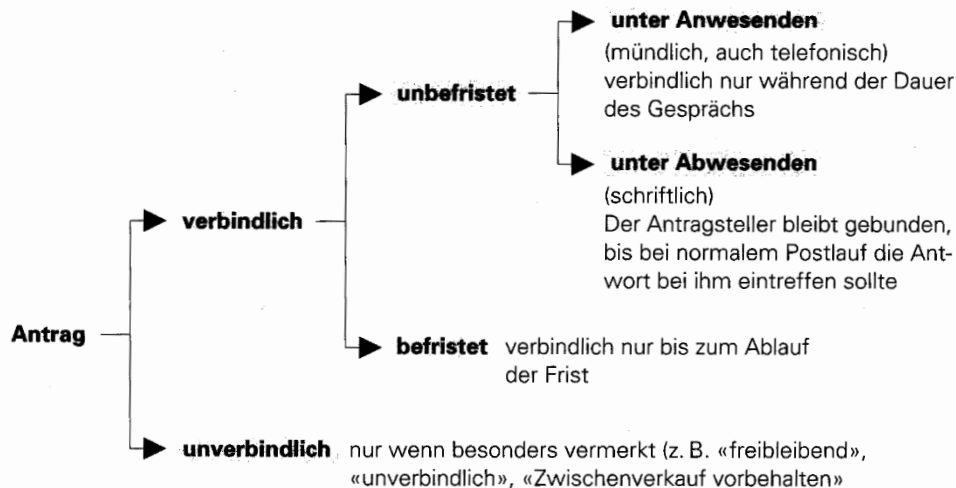 unter Anwesenden
(mündlich, auch telefonisch)
verbindlich nur während der Dauer
des Gesprächs
unbefristet
unter Abwesenden
(schriftlich)
Der Antragsteller bleibt gebunden,
bis bei normalem Postlauf die Ant-
wort bei ihm eintreffen sollte
verbindlich
Antrag
befristet verbindlich nur bis zum Ablauf
der Frist
unverbindlich nur wenn besonders vermerkt (z. B. «freibleibend»,
«unverbindlich», «Zwischenverkauf vorbehalten»